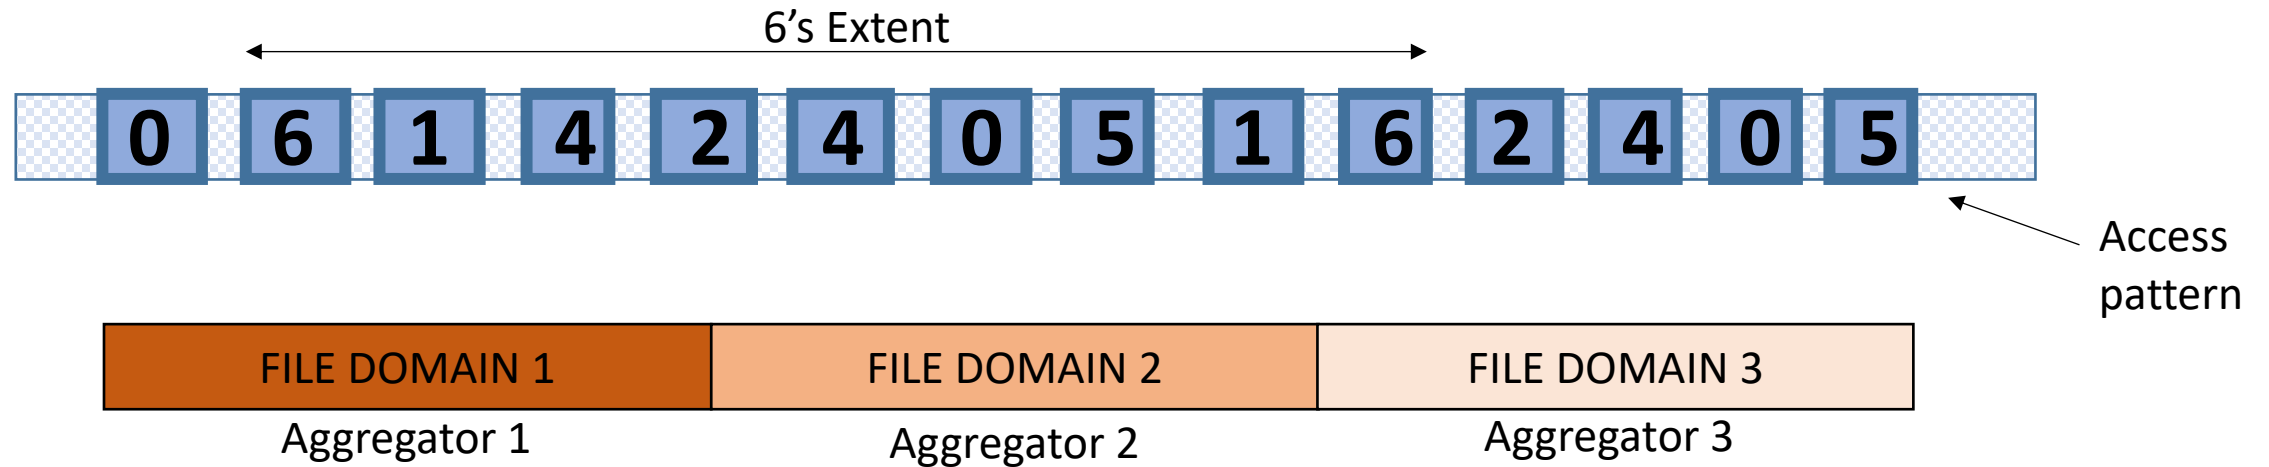 6’s Extent
0 6 1 4 2 4 0 5 1 6 2 4 0 5
Access
pattern
FILE DOMAIN 1 FILE DOMAIN 2 FILE DOMAIN 3
Aggregator 1 Aggregator 2 Aggregator 3